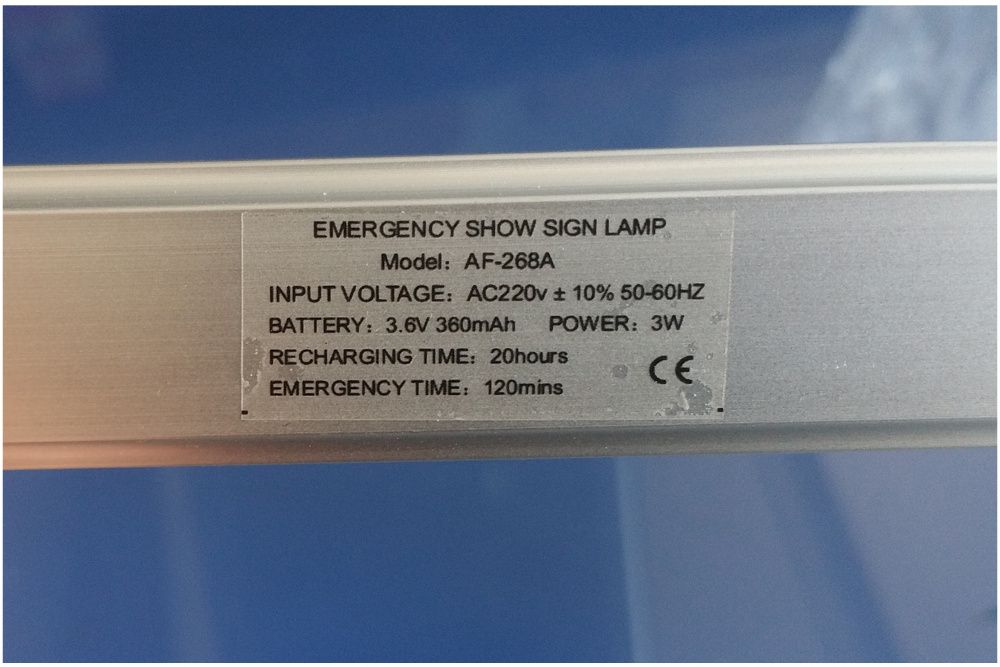 EMERGENCY SHOW SIGN LAMP
Model: AF-268A
INPUT VOLTAGE: AC220v ± 10% 50-60HZ
BATTERY: 3.6V 360mAh POWER: 3W
RECHARGING TIME: 20hours
EMERGENCY TIME: 120mins
CE